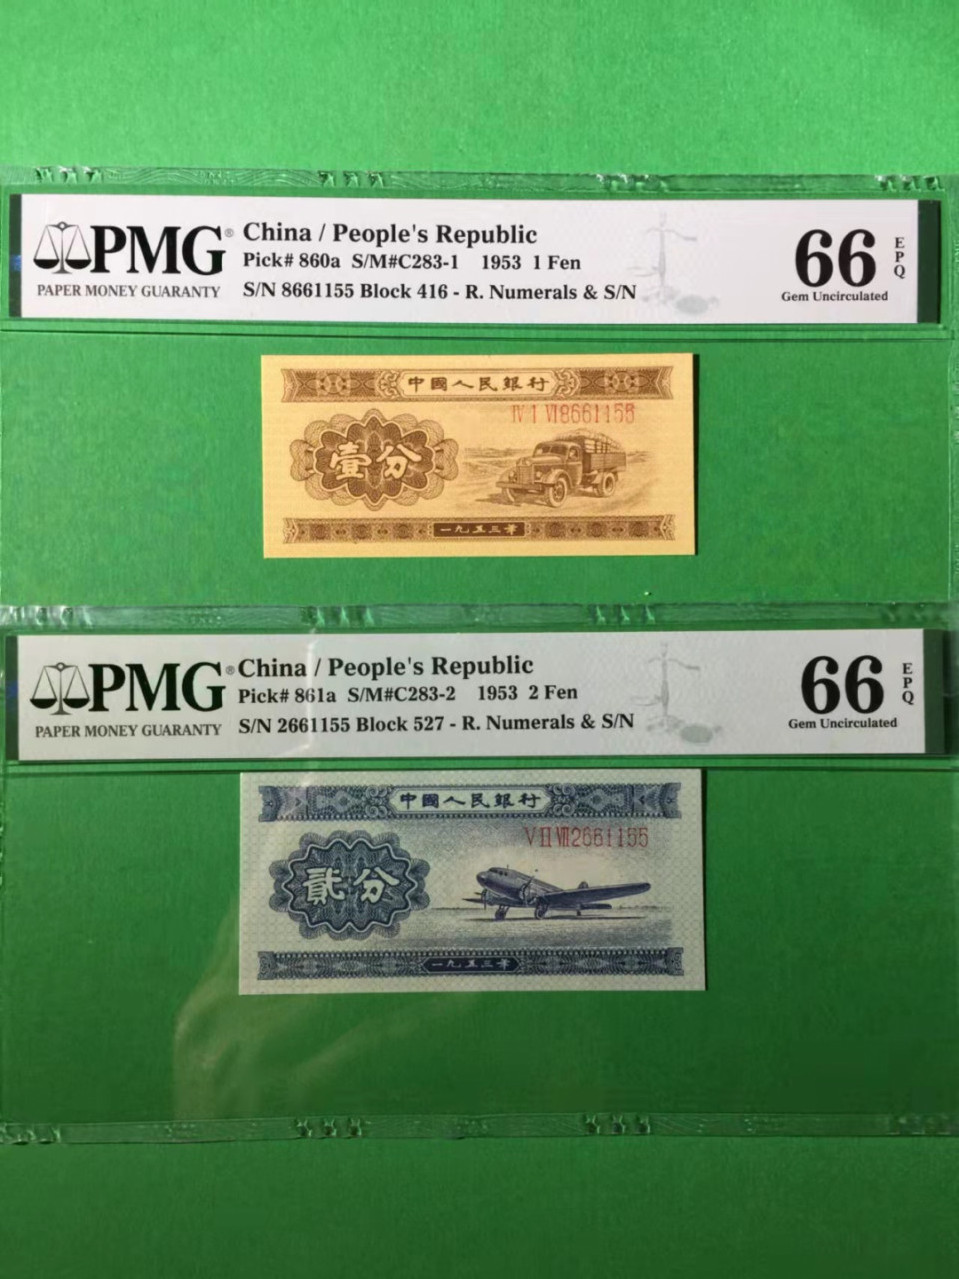 PMG®
PAPER MONEY GUARANTY
China / People's Republic
Pick# 860a S/M#C283-1 1953 1 Fen
S/N 8661155 Block 416 - R. Numerals & S/N
66 EPQ
Gem Uncirculated
中國人民銀行
IV I VI 8661155
壹分
一九五三年
PMG®
PAPER MONEY GUARANTY
China / People's Republic
Pick# 861a S/M#C283-2 1953 2 Fen
S/N 2661155 Block 527 - R. Numerals & S/N
66 EPQ
Gem Uncirculated
中國人民銀行
V II VII 2661155
貳分
一九五三年